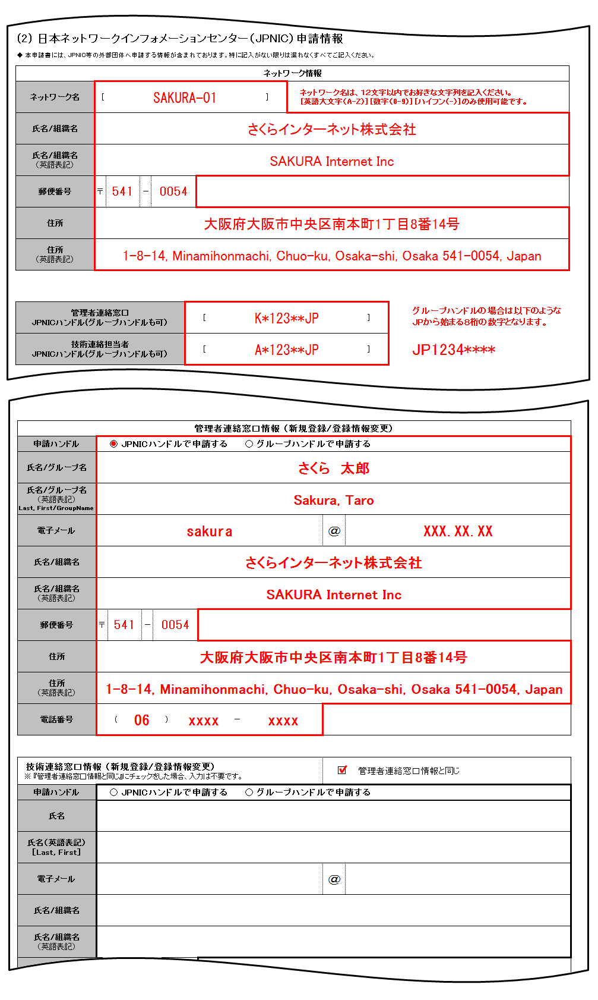 (2) 日本ネットワークインフォメーションセンター(JPNIC)申請情報
◆ 本申請書には、JPNIC等の外部団体へ申請する情報が含まれております。特に記入がない限りは漏れなくすべてご記入ください。
ネットワーク情報
ネットワーク名 [ SAKURA-01 ]
ネットワーク名は、12文字以内でお好きな文字列を記入ください。
[英語大文字(A-Z)][数字(0-9)][ハイフン(-)]のみ使用可能です。
氏名/組織名 さくらインターネット株式会社
氏名/組織名
(英語表記) SAKURA Internet Inc
郵便番号 〒 541 - 0054
住所 大阪府大阪市中央区南本町1丁目8番14号
住所
(英語表記) 1-8-14, Minamihonmachi, Chuo-ku, Osaka-shi, Osaka 541-0054, Japan
管理者連絡窓口
JPNICハンドル(グループハンドルも可) [ K*123**JP ]
技術連絡担当者
JPNICハンドル(グループハンドルも可) [ A*123**JP ]
グループハンドルの場合は以下のような
JPから始まる8桁の数字となります。
JP1234****
管理者連絡窓口情報(新規登録/登録情報変更)
申請ハンドル JPNICハンドルで申請する グループハンドルで申請する
氏名/グループ名 さくら 太郎
氏名/グループ名
(英語表記)
Last, First/GroupName Sakura, Taro
電子メール sakura @ XXX.XX.XX
氏名/組織名 さくらインターネット株式会社
氏名/組織名
(英語表記) SAKURA Internet Inc
郵便番号 〒 541 - 0054
住所 大阪府大阪市中央区南本町1丁目8番14号
住所
(英語表記) 1-8-14, Minamihonmachi, Chuo-ku, Osaka-shi, Osaka 541-0054, Japan
電話番号 ( 06 ) xxxx - xxxx
技術連絡窓口情報(新規登録/登録情報変更)
※『管理者連絡窓口情報と同じ』にチェックをした場合、入力は不要です。
管理者連絡窓口情報と同じ
申請ハンドル JPNICハンドルで申請する グループハンドルで申請する
氏名
氏名(英語表記)
[Last, First]
電子メール @
氏名/組織名
氏名/組織名
(英語表記)